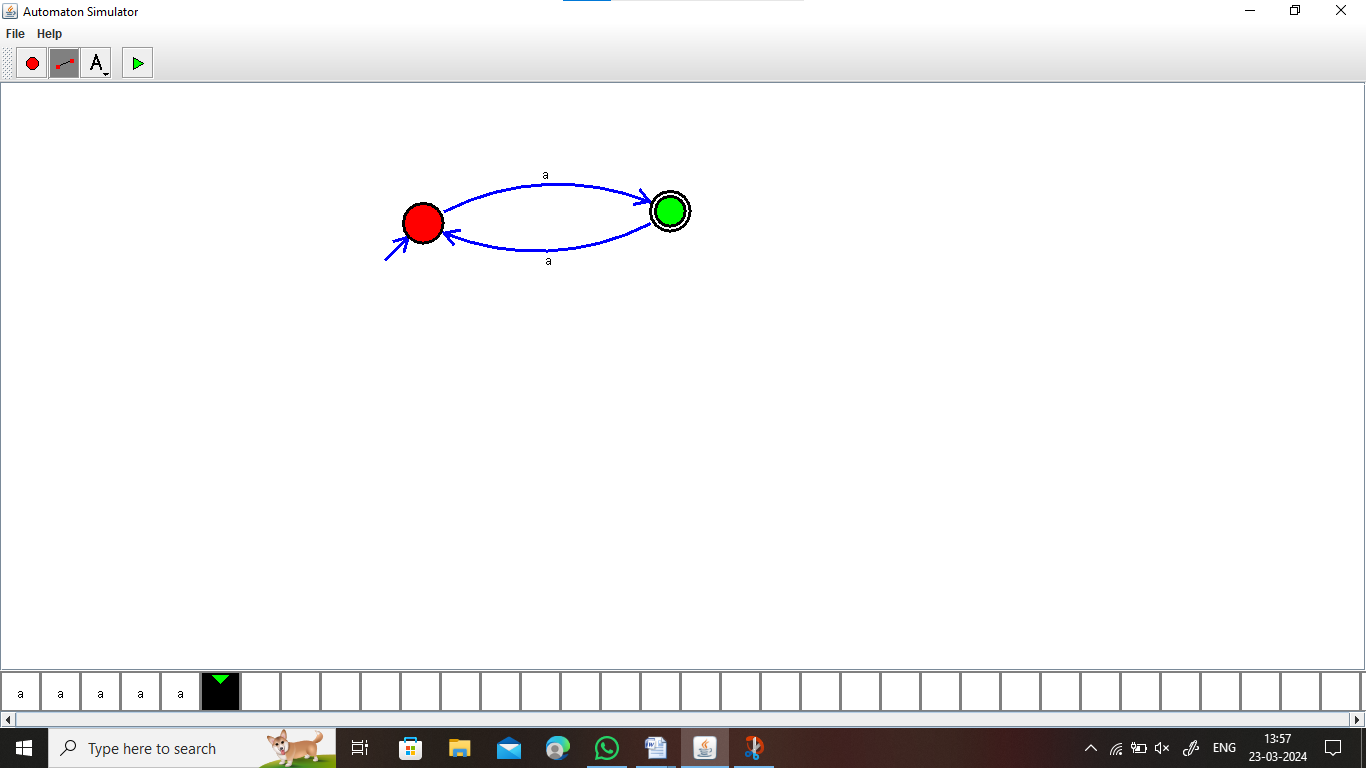 Automaton Simulator
File Help
A
a
a
a a a a a
Type here to search
ENG
13:57
23-03-2024